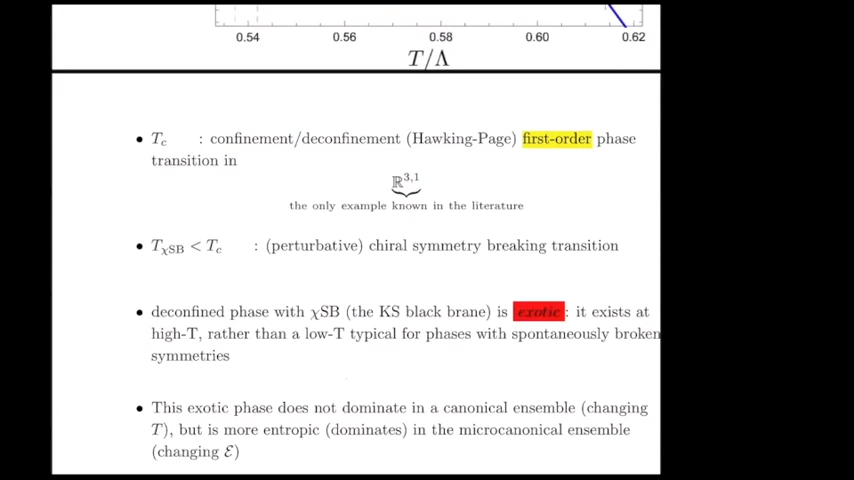 0.54 0.56 0.58 0.60 0.62
T/Λ
• T_c : confinement/deconfinement (Hawking-Page) first-order phase
transition in
ℝ^{3,1}
the only example known in the literature
• T_{χSB} < T_c : (perturbative) chiral symmetry breaking transition
• deconfined phase with χSB (the KS black brane) is exotic: it exists at
high-T, rather than a low-T typical for phases with spontaneously broken
symmetries
• This exotic phase does not dominate in a canonical ensemble (changing
T), but is more entropic (dominates) in the microcanonical ensemble
(changing ℰ)